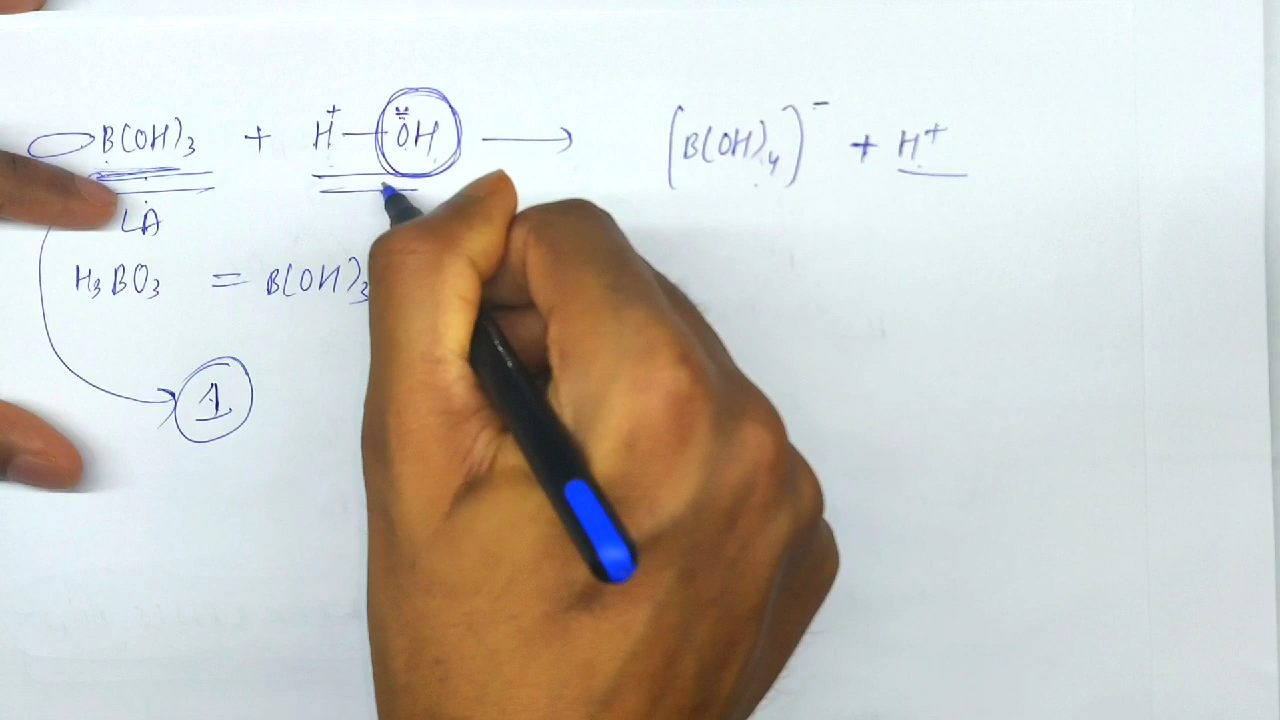 B(OH)3 + H⁺—ÖH → [B(OH)4]⁻ + H⁺
LA
H3BO3 = B(OH)3
1